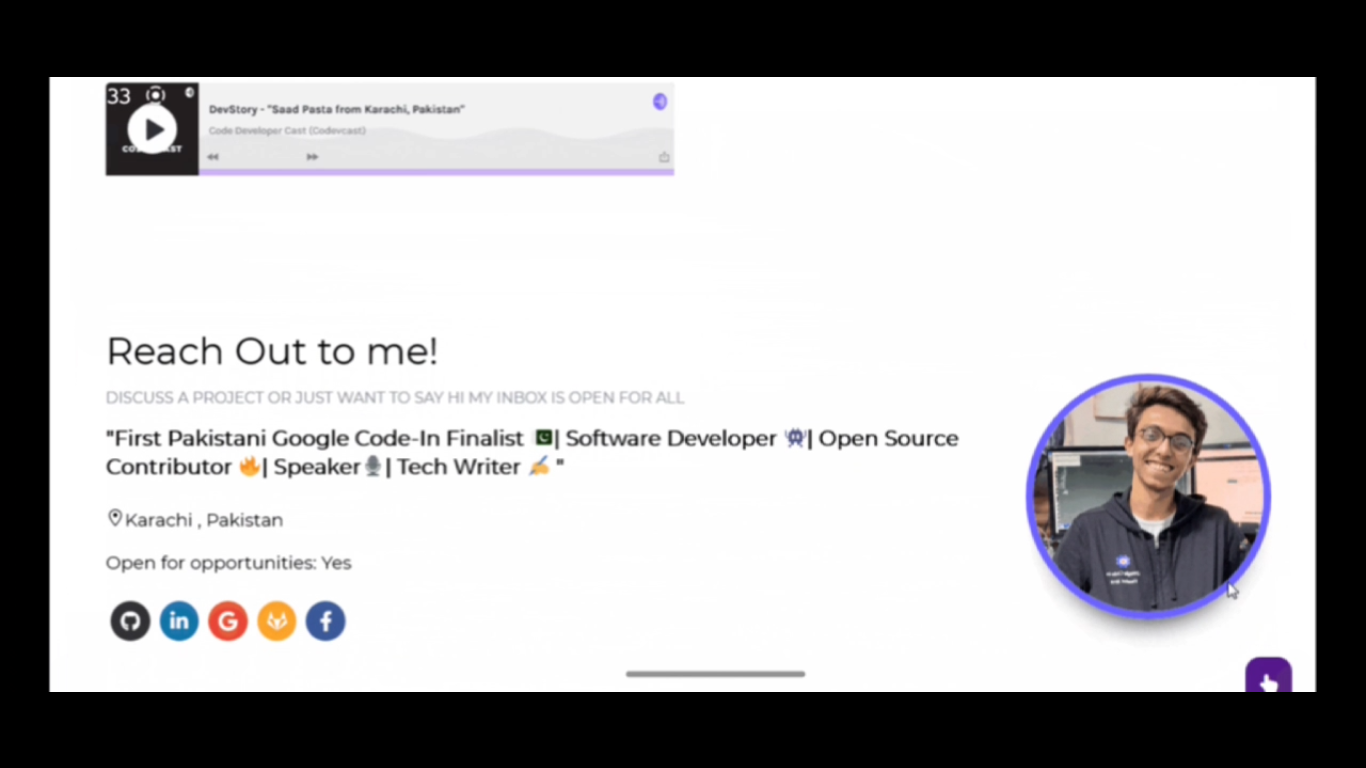 33
DevStory - "Saad Pasta from Karachi, Pakistan"
Code Developer Cast (Codevcast)
Reach Out to me!
DISCUSS A PROJECT OR JUST WANT TO SAY HI MY INBOX IS OPEN FOR ALL
"First Pakistani Google Code-In Finalist 🇵🇰| Software Developer 👾| Open Source
Contributor 🔥| Speaker🎙| Tech Writer ✍ "
Karachi , Pakistan
Open for opportunities: Yes
in G f